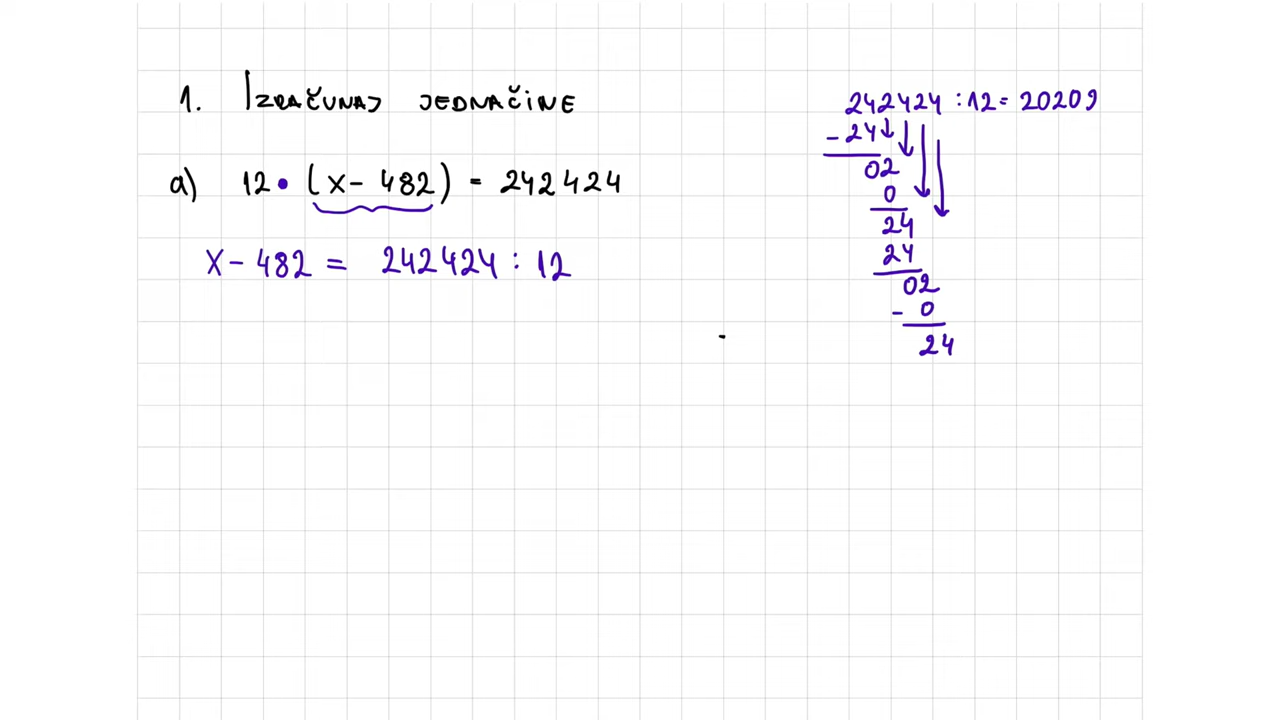 1. IZRAČUNAJ JEDNAČINE
a) 12 • (x - 482) = 242424
x - 482 = 242424 : 12
242424 : 12 = 20209
- 24
02
0
24
24
02
- 0
24